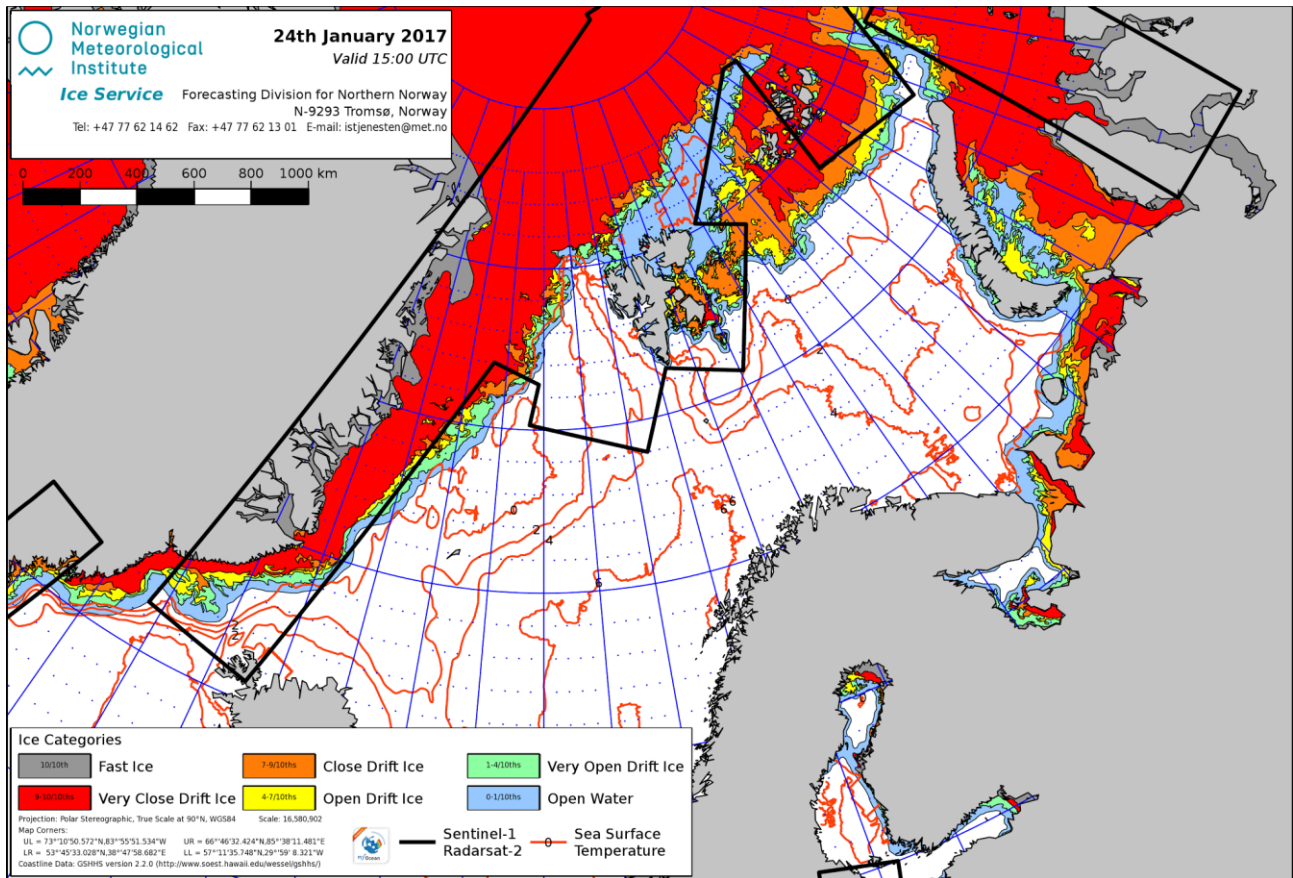 Norwegian
Meteorological
Institute
Ice Service
24th January 2017
Valid 15:00 UTC
Forecasting Division for Northern Norway
N-9293 Tromsø, Norway
Tel: +47 77 62 14 62 Fax: +47 77 62 13 01 E-mail: istjenesten@met.no
0 200 400 600 800 1000 km
0
2
4
0
2
4
6
6
6
6
2
2
Ice Categories
10/10th Fast Ice
7-9/10ths Close Drift Ice
1-4/10ths Very Open Drift Ice
9-10/10ths Very Close Drift Ice
4-7/10ths Open Drift Ice
0-1/10ths Open Water
Projection: Polar Stereographic, True Scale at 90°N, WGS84 Scale: 16,580,902
Map Corners:
UL = 73°'10'50.572"N,83°'55'51.534"W UR = 66°'46'32.424"N,85°'38'11.481"E
LR = 53°'45'33.028"N,38°'47'58.682"E LL = 57°'11'35.748"N,29°'59' 8.321"W
Coastline Data: GSHHS version 2.2.0 (http://www.soest.hawaii.edu/wessel/gshhs/)
MyOcean
Sentinel-1
Radarsat-2
0 Sea Surface
Temperature